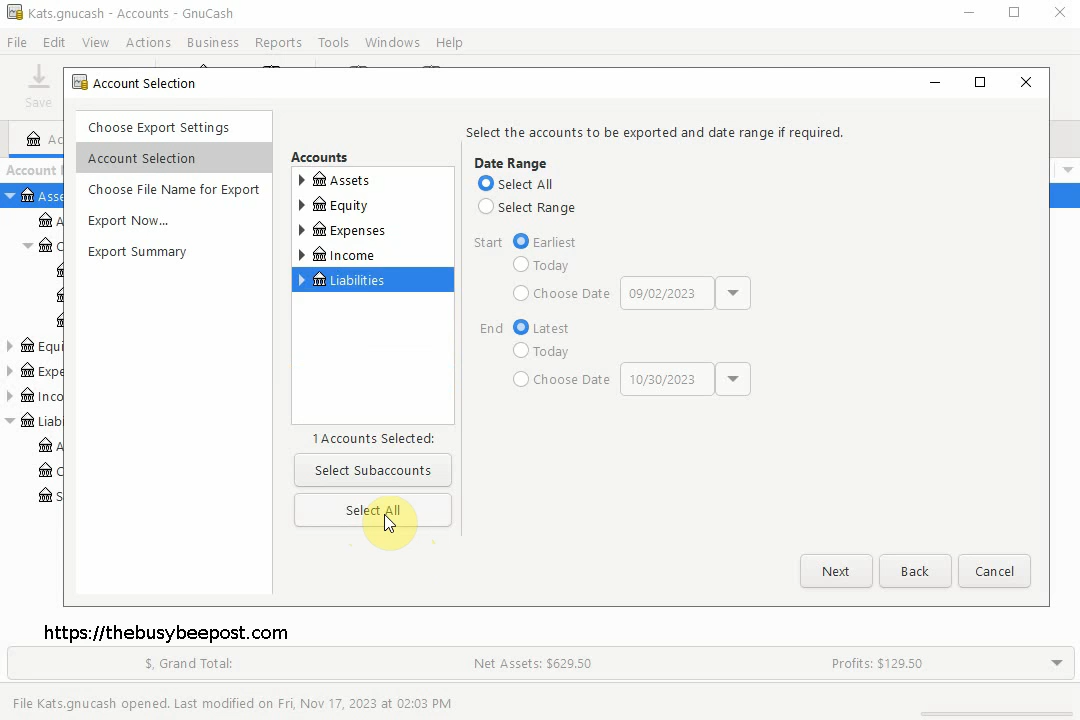 Kats.gnucash - Accounts - GnuCash
File Edit View Actions Business Reports Tools Windows Help
Save
Account Selection
Choose Export Settings
Account Selection
Choose File Name for Export
Export Now...
Export Summary
Select the accounts to be exported and date range if required.
Accounts
Assets
Equity
Expenses
Income
Liabilities
1 Accounts Selected:
Select Subaccounts
Select All
Date Range
Select All
Select Range
Start Earliest
Today
Choose Date 09/02/2023
End Latest
Today
Choose Date 10/30/2023
Next Back Cancel
Account
https://thebusybeepost.com
$, Grand Total: Net Assets: $629.50 Profits: $129.50
File Kats.gnucash opened. Last modified on Fri, Nov 17, 2023 at 02:03 PM